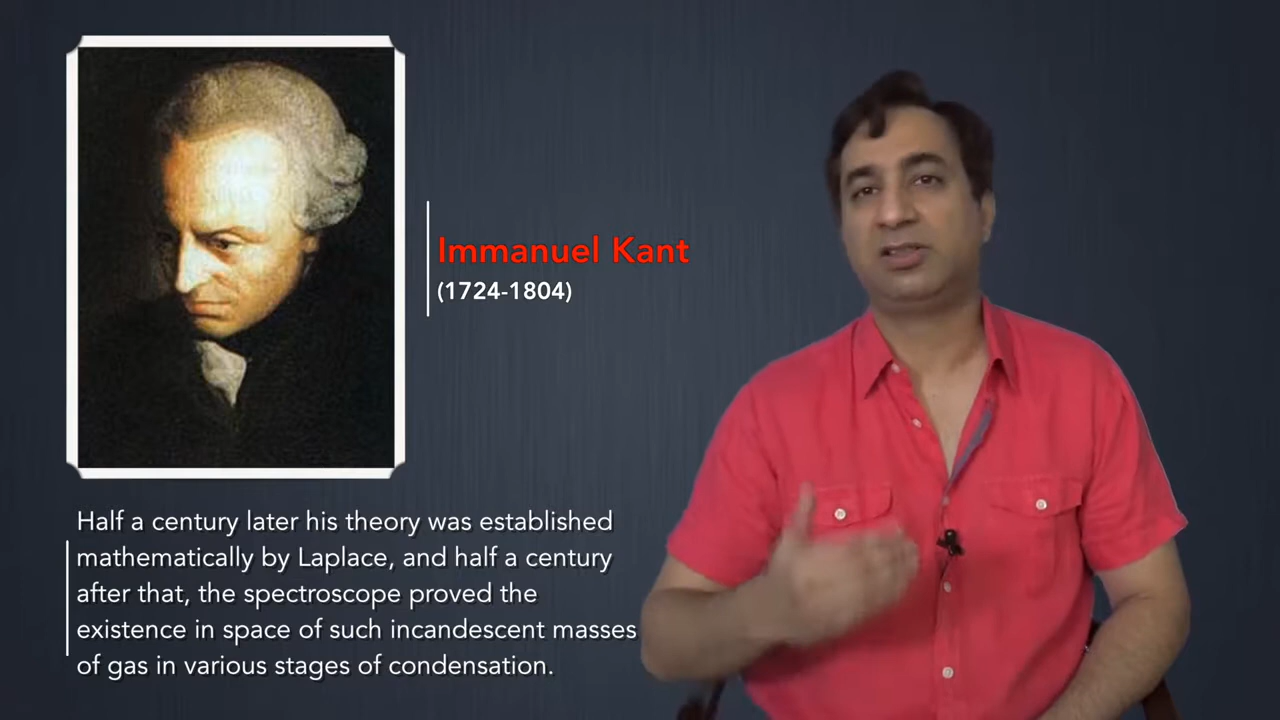 Immanuel Kant
(1724-1804)
Half a century later his theory was established
mathematically by Laplace, and half a century
after that, the spectroscope proved the
existence in space of such incandescent masses
of gas in various stages of condensation.